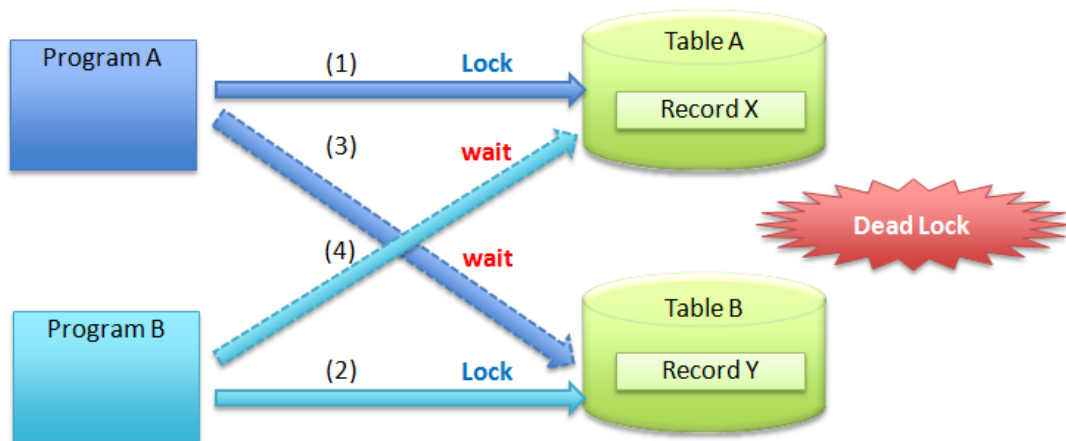 Program A
(1)
Lock
Table A
Record X
(3)
wait
Dead Lock
(4)
wait
Program B
(2)
Lock
Table B
Record Y